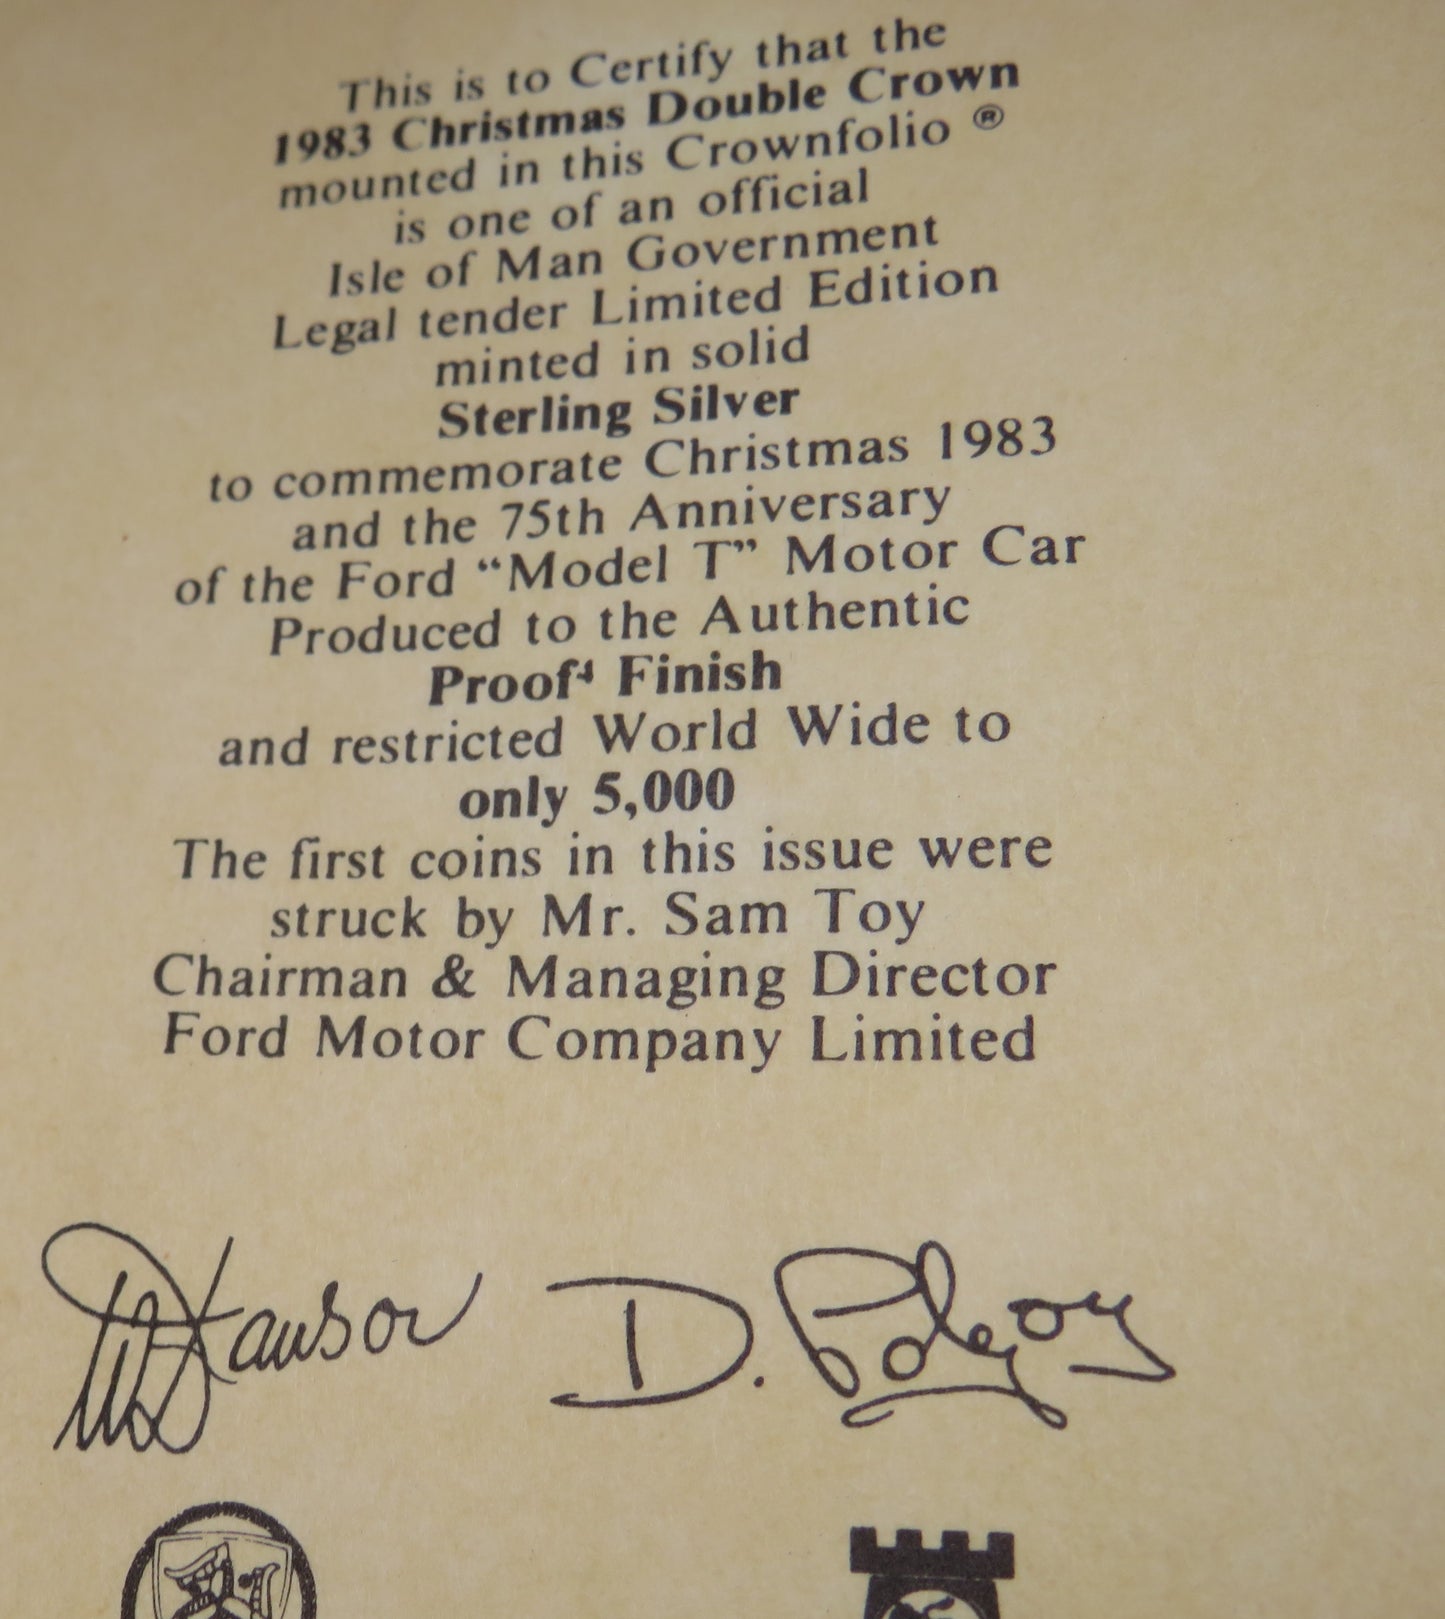 This is to Certify that the
1983 Christmas Double Crown
mounted in this Crownfolio ®
is one of an official
Isle of Man Government
Legal tender Limited Edition
minted in solid
Sterling Silver
to commemorate Christmas 1983
and the 75th Anniversary
of the Ford “Model T” Motor Car
Produced to the Authentic
Proof⁴ Finish
and restricted World Wide to
only 5,000
The first coins in this issue were
struck by Mr. Sam Toy
Chairman & Managing Director
Ford Motor Company Limited
D.